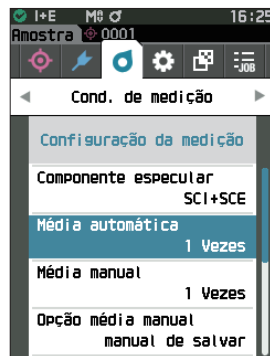 I+E M ♂ 16:25
Amostra 0001
-JOB
Cond. de medição
Configuração da medição
Componente especular
SCI+SCE
Média automática
1 Vezes
Média manual
1 Vezes
Opção média manual
manual de salvar